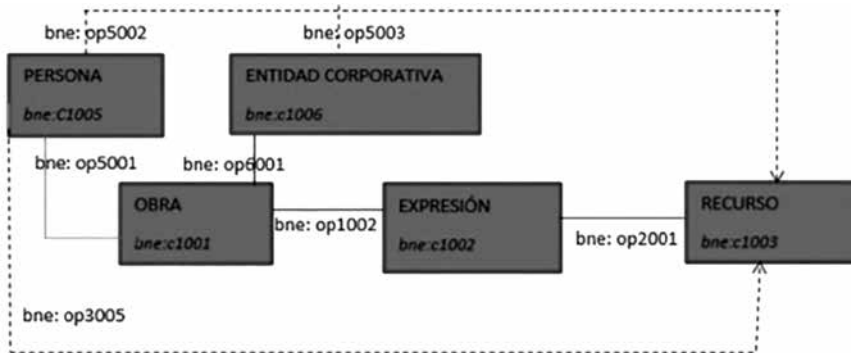 bne: op5002
bne: op5003
PERSONA
bne:C1005
ENTIDAD CORPORATIVA
bne:c1006
bne: op5001
bne: op6001
OBRA
bne:c1001
bne: op1002
EXPRESIÓN
bne:c1002
bne: op2001
RECURSO
bne:c1003
bne: op3005